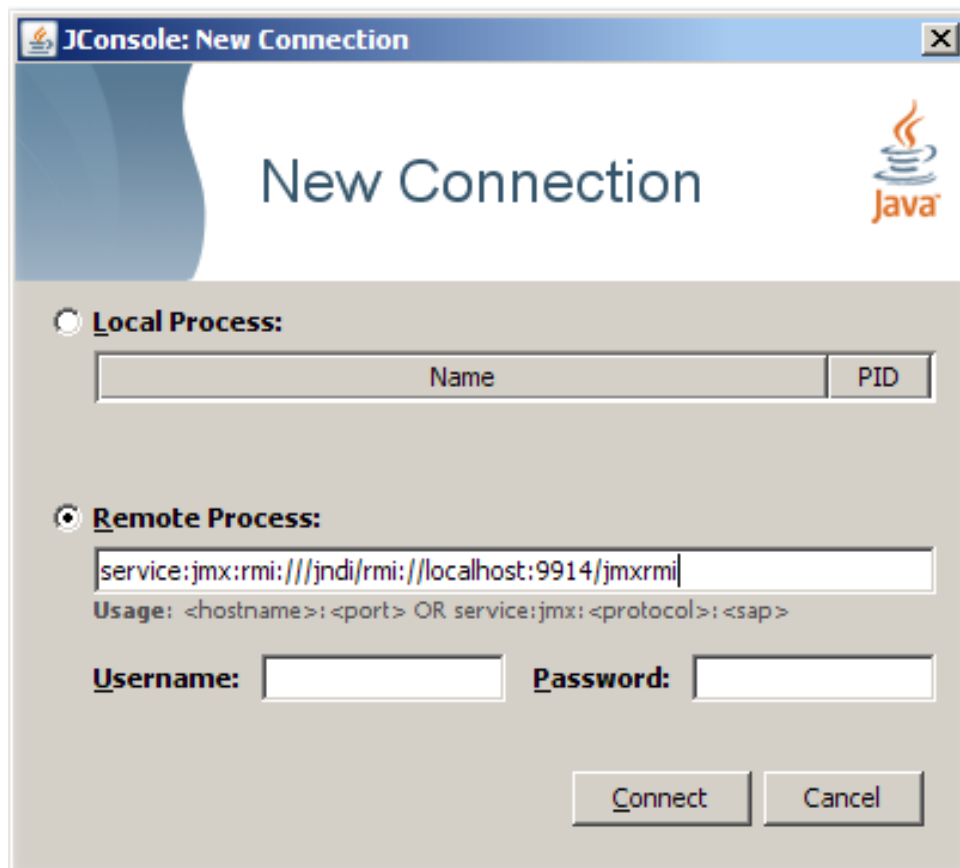 JConsole: New Connection
New Connection
Java
Local Process:
Name PID
Remote Process:
service:jmx:rmi:///jndi/rmi://localhost:9914/jmxrmi
Usage: <hostname>:<port> OR service:jmx:<protocol>:<sap>
Username: Password:
Connect Cancel